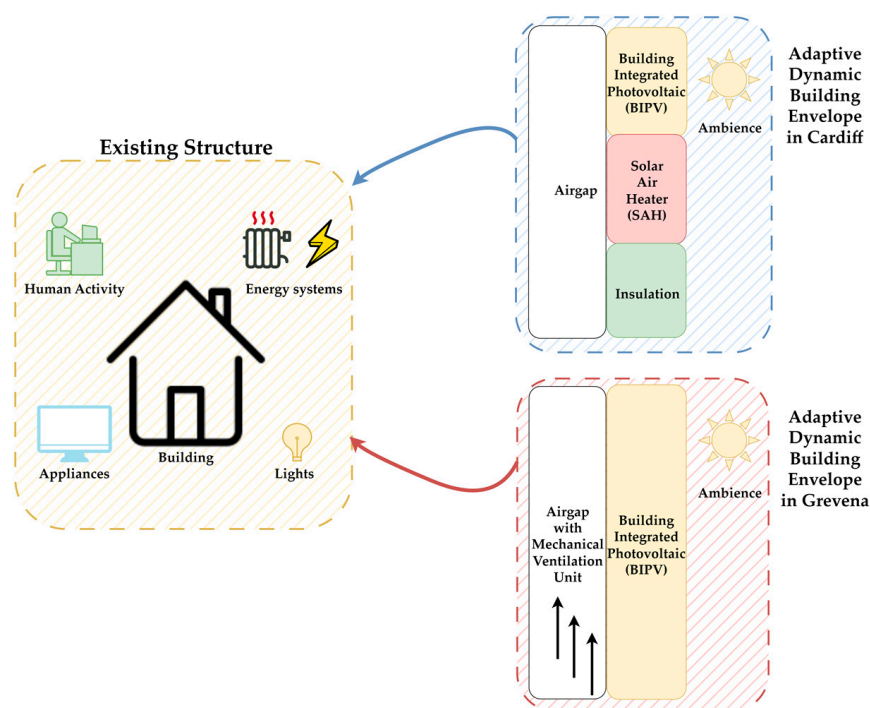 Existing Structure
Human Activity
Energy systems
Appliances
Building
Lights
Airgap
Building
Integrated
Photovoltaic
(BIPV)
Solar
Air
Heater
(SAH)
Insulation
Ambience
Adaptive
Dynamic
Building
Envelope
in Cardiff
Airgap
with
Mechanical
Ventilation
Unit
Building
Integrated
Photovoltaic
(BIPV)
Ambience
Adaptive
Dynamic
Building
Envelope
in Grevena